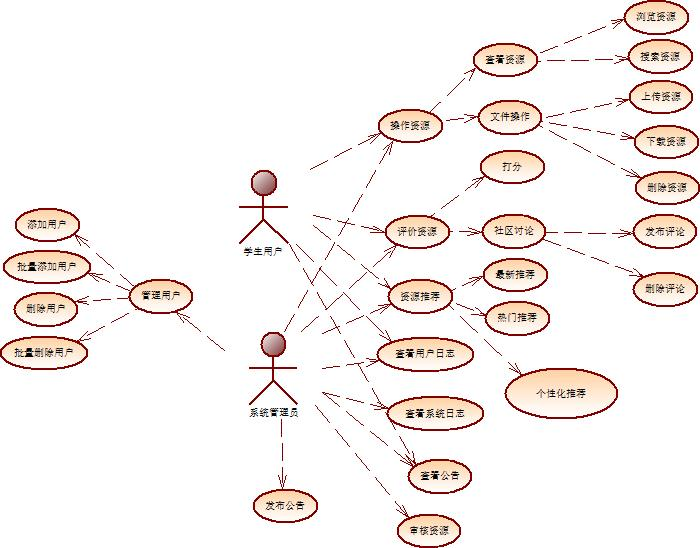 浏览资源
查看资源
搜索资源
上传资源
操作资源
文件操作
下载资源
打分
删除资源
添加用户
学生用户
评价资源
社区讨论
发布评论
批量添加用户
最新推荐
删除评论
管理用户
资源推荐
删除用户
热门推荐
批量删除用户
查看用户日志
个性化推荐
系统管理员
查看系统日志
查看公告
发布公告
审核资源